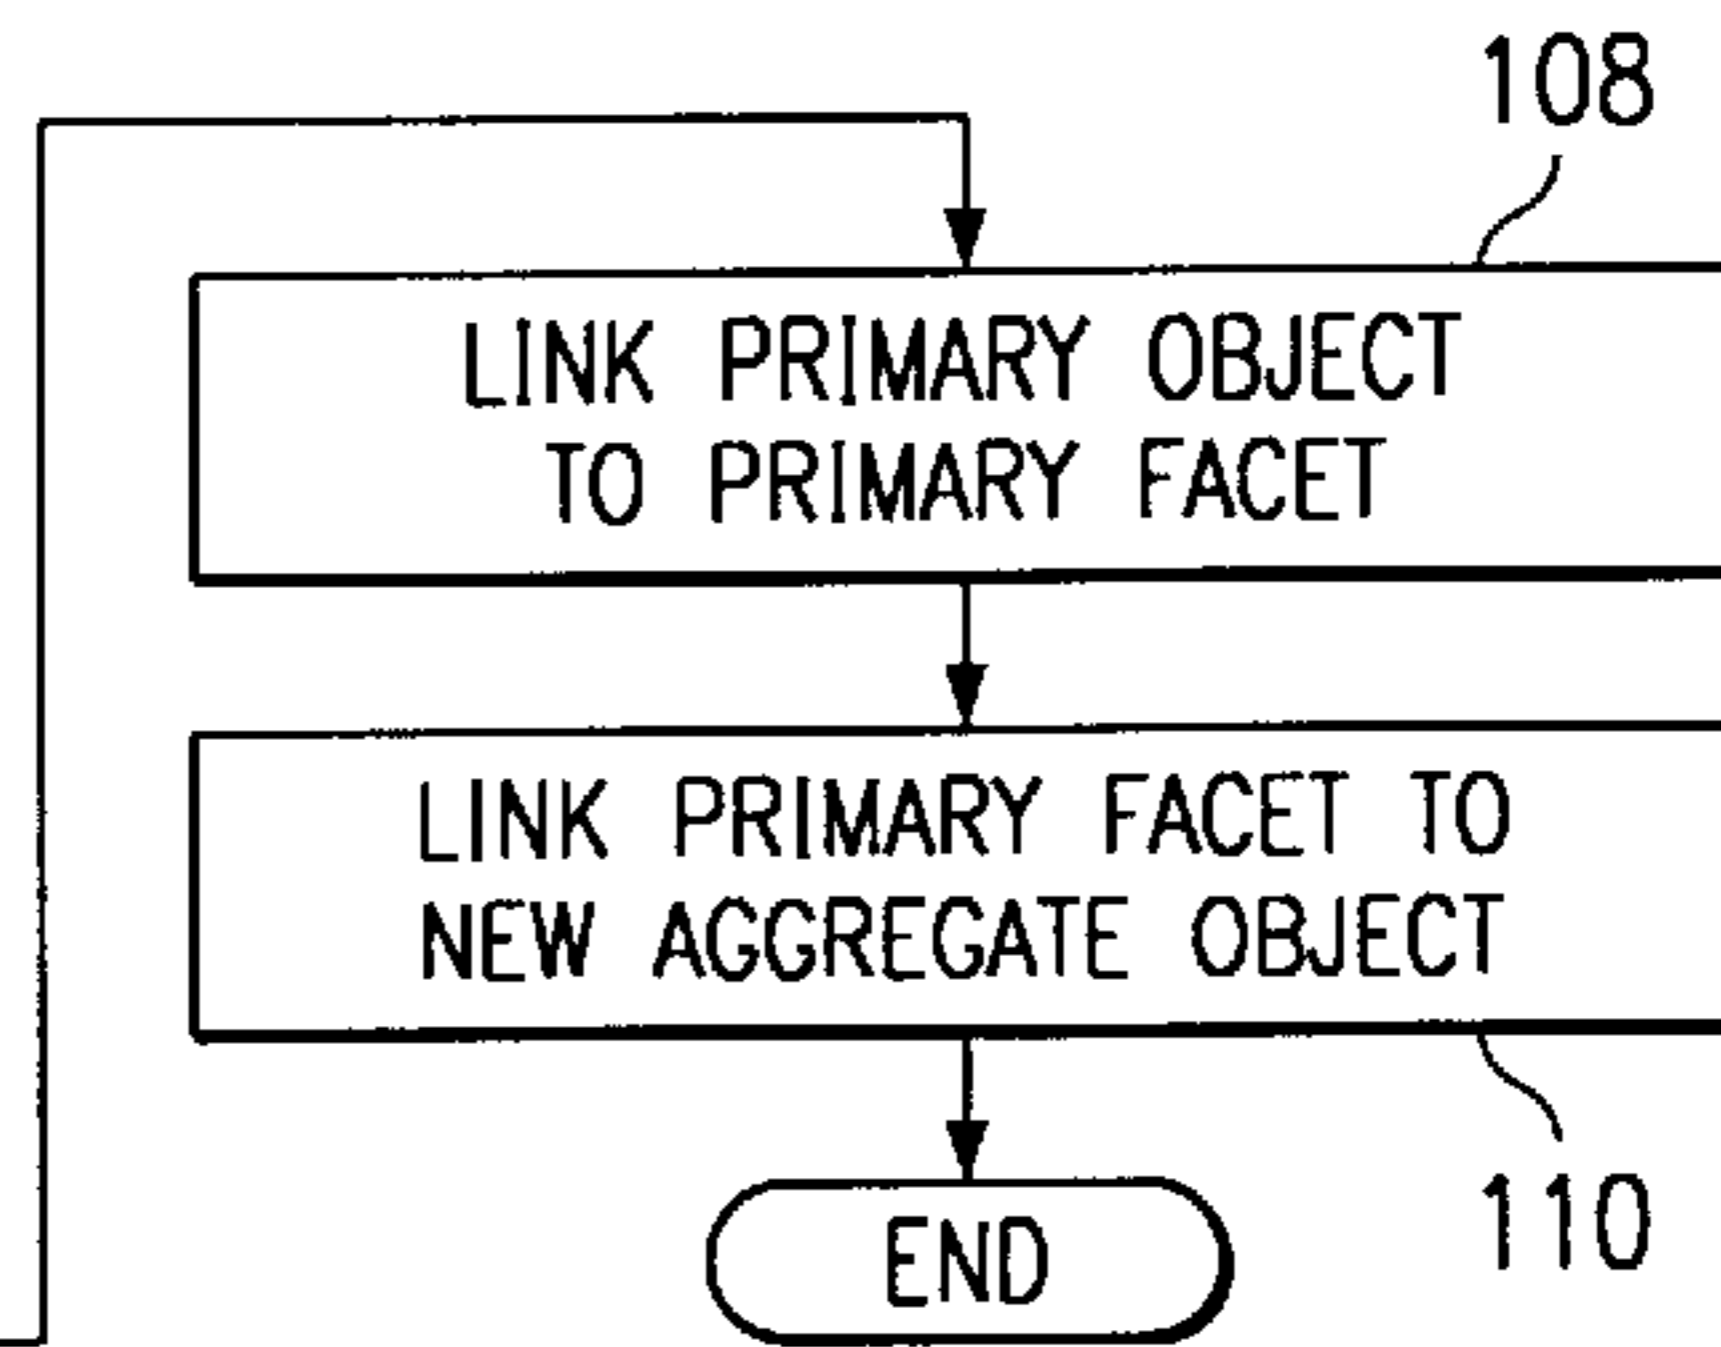 108
LINK PRIMARY OBJECT
TO PRIMARY FACET
LINK PRIMARY FACET TO
NEW AGGREGATE OBJECT
END
110